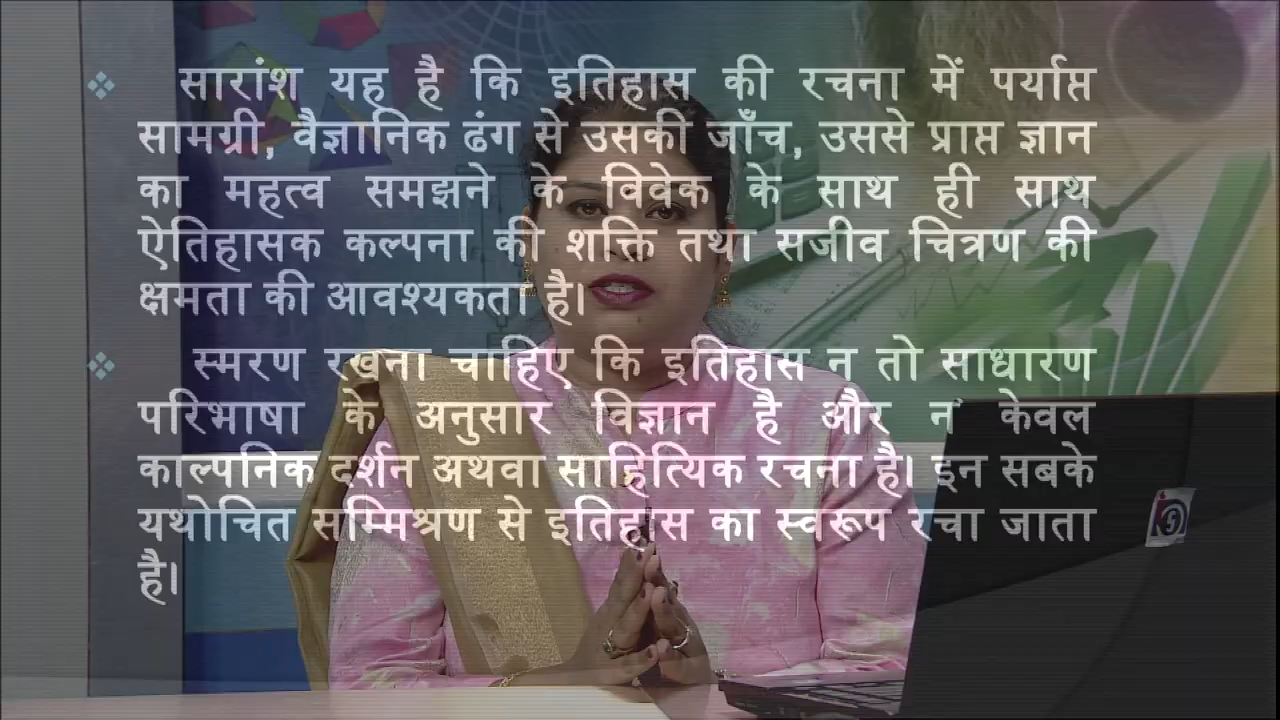 सारांश यह है कि इतिहास की रचना में पर्याप्त
सामग्री, वैज्ञानिक ढंग से उसकी जाँच, उससे प्राप्त ज्ञान
का महत्व समझने के विवेक के साथ ही साथ
ऐतिहासक कल्पना की शक्ति तथा सजीव चित्रण की
क्षमता की आवश्यकता है।
स्मरण रखना चाहिए कि इतिहास न तो साधारण
परिभाषा के अनुसार विज्ञान है और न केवल
काल्पनिक दर्शन अथवा साहित्यिक रचना है। इन सबके
यथोचित सम्मिश्रण से इतिहास का स्वरूप रचा जाता
है।